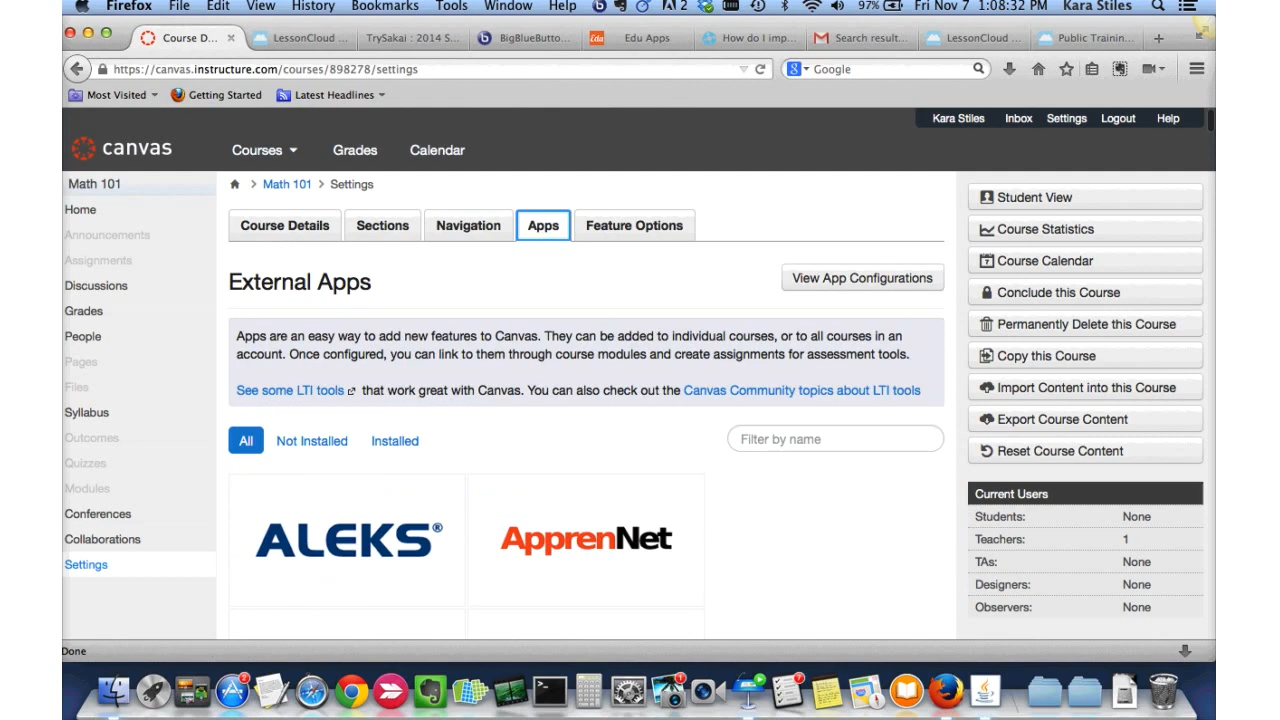 Firefox File Edit View History Bookmarks Tools Window Help 2 97% Fri Nov 7 1:08:32 PM Kara Stiles
Course D... LessonCloud ... TrySakai : 2014 S... BigBlueButto... Edu Apps How do I imp... Search result... LessonCloud ... Public Trainin...
https://canvas.instructure.com/courses/898278/settings Google
Most Visited Getting Started Latest Headlines
Kara Stiles Inbox Settings Logout Help
canvas Courses Grades Calendar
Math 101
Home
Announcements
Assignments
Discussions
Grades
People
Pages
Files
Syllabus
Outcomes
Quizzes
Modules
Conferences
Collaborations
Settings
> Math 101 > Settings
Course Details Sections Navigation Apps Feature Options
External Apps View App Configurations
Apps are an easy way to add new features to Canvas. They can be added to individual courses, or to all courses in an
account. Once configured, you can link to them through course modules and create assignments for assessment tools.
See some LTI tools that work great with Canvas. You can also check out the Canvas Community topics about LTI tools
All Not Installed Installed Filter by name
ALEKS® ApprenNet
Student View
Course Statistics
Course Calendar
Conclude this Course
Permanently Delete this Course
Copy this Course
Import Content into this Course
Export Course Content
Reset Course Content
Current Users
Students: None
Teachers: 1
TAs: None
Designers: None
Observers: None
Done